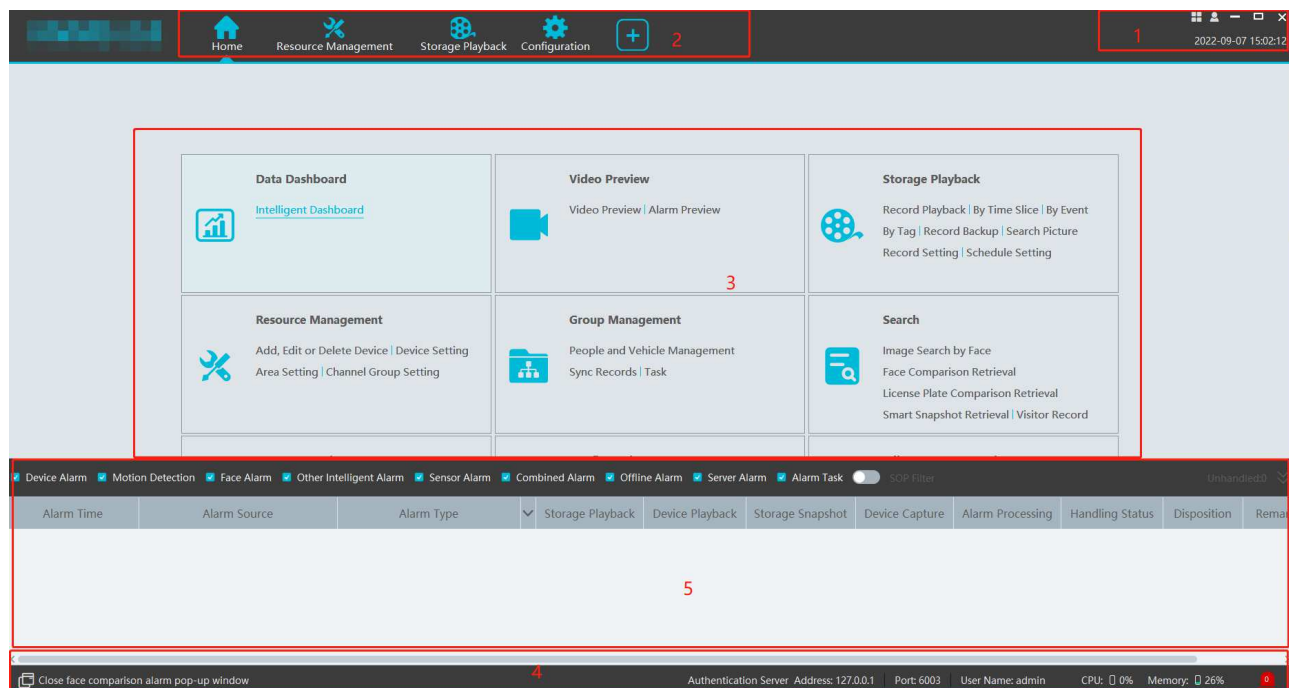 Home Resource Management Storage Playback Configuration 2 1
2022-09-07 15:02:12
Data Dashboard
Intelligent Dashboard
Video Preview
Video Preview | Alarm Preview
Storage Playback
Record Playback | By Time Slice | By Event
By Tag | Record Backup | Search Picture
Record Setting | Schedule Setting
3
Resource Management
Add, Edit or Delete Device | Device Setting
Area Setting | Channel Group Setting
Group Management
People and Vehicle Management
Sync Records | Task
Search
Image Search by Face
Face Comparison Retrieval
License Plate Comparison Retrieval
Smart Snapshot Retrieval | Visitor Record
Device Alarm Motion Detection Face Alarm Other Intelligent Alarm Sensor Alarm Combined Alarm Offline Alarm Server Alarm Alarm Task SOP Filter Unhandled:0
Alarm Time Alarm Source Alarm Type Storage Playback Device Playback Storage Snapshot Device Capture Alarm Processing Handling Status Disposition Remar
5
4
Close face comparison alarm pop-up window Authentication Server Address: 127.0.0.1 Port: 6003 User Name: admin CPU: 0% Memory: 26% 0